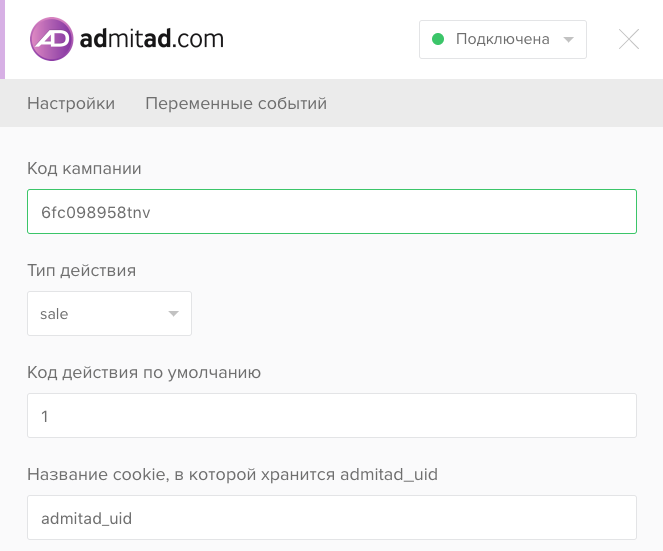 AD admitad.com
Подключена
Настройки Переменные событий
Код кампании
6fc098958tnv
Тип действия
sale
Код действия по умолчанию
1
Название cookie, в которой хранится admitad_uid
admitad_uid